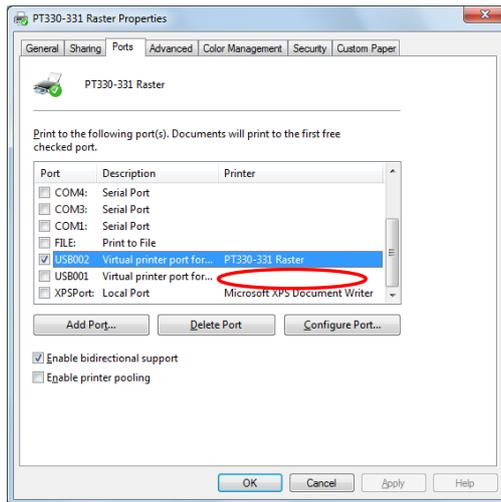 PT330-331 Raster Properties
General Sharing Ports Advanced Color Management Security Custom Paper
PT330-331 Raster
Print to the following port(s). Documents will print to the first free
checked port.
Port Description Printer
COM4: Serial Port
COM3: Serial Port
COM1: Serial Port
FILE: Print to File
USB002 Virtual printer port for... PT330-331 Raster
USB001 Virtual printer port for...
XPSPort: Local Port Microsoft XPS Document Writer
Add Port... Delete Port Configure Port...
Enable bidirectional support
Enable printer pooling
OK Cancel Apply Help